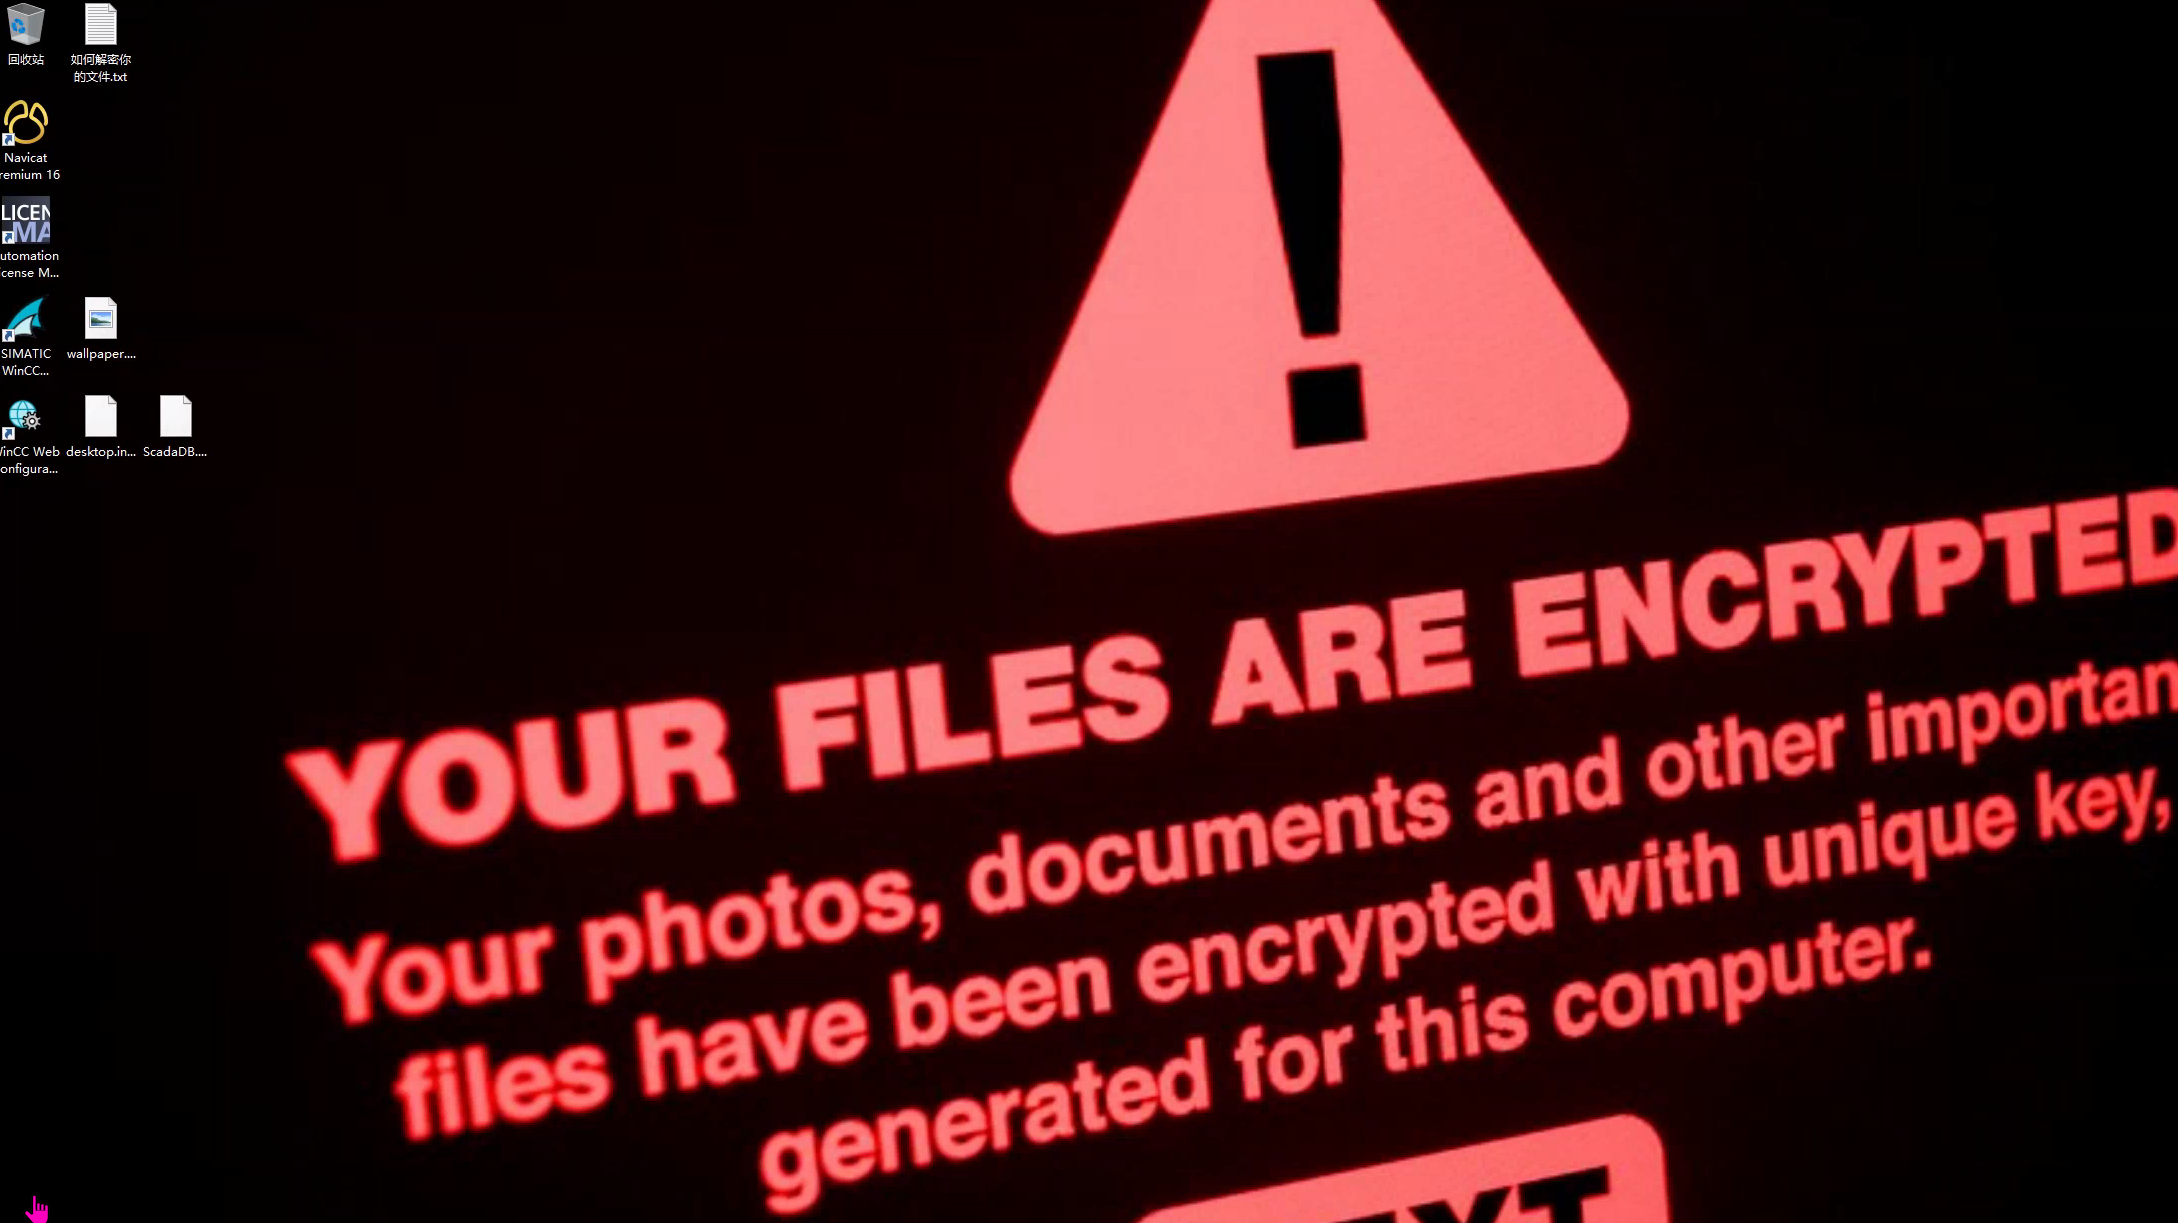 回收站
如何解密你
的文件.txt
Navicat
remium 16
LICEN
MA
utomation
cense M...
SIMATIC
WinCC...
wallpaper....
inCC Web
onfigura...
desktop.in...
ScadaDB....
!
YOUR FILES ARE ENCRYPTED
Your photos, documents and other importan
files have been encrypted with unique key,
generated for this computer.